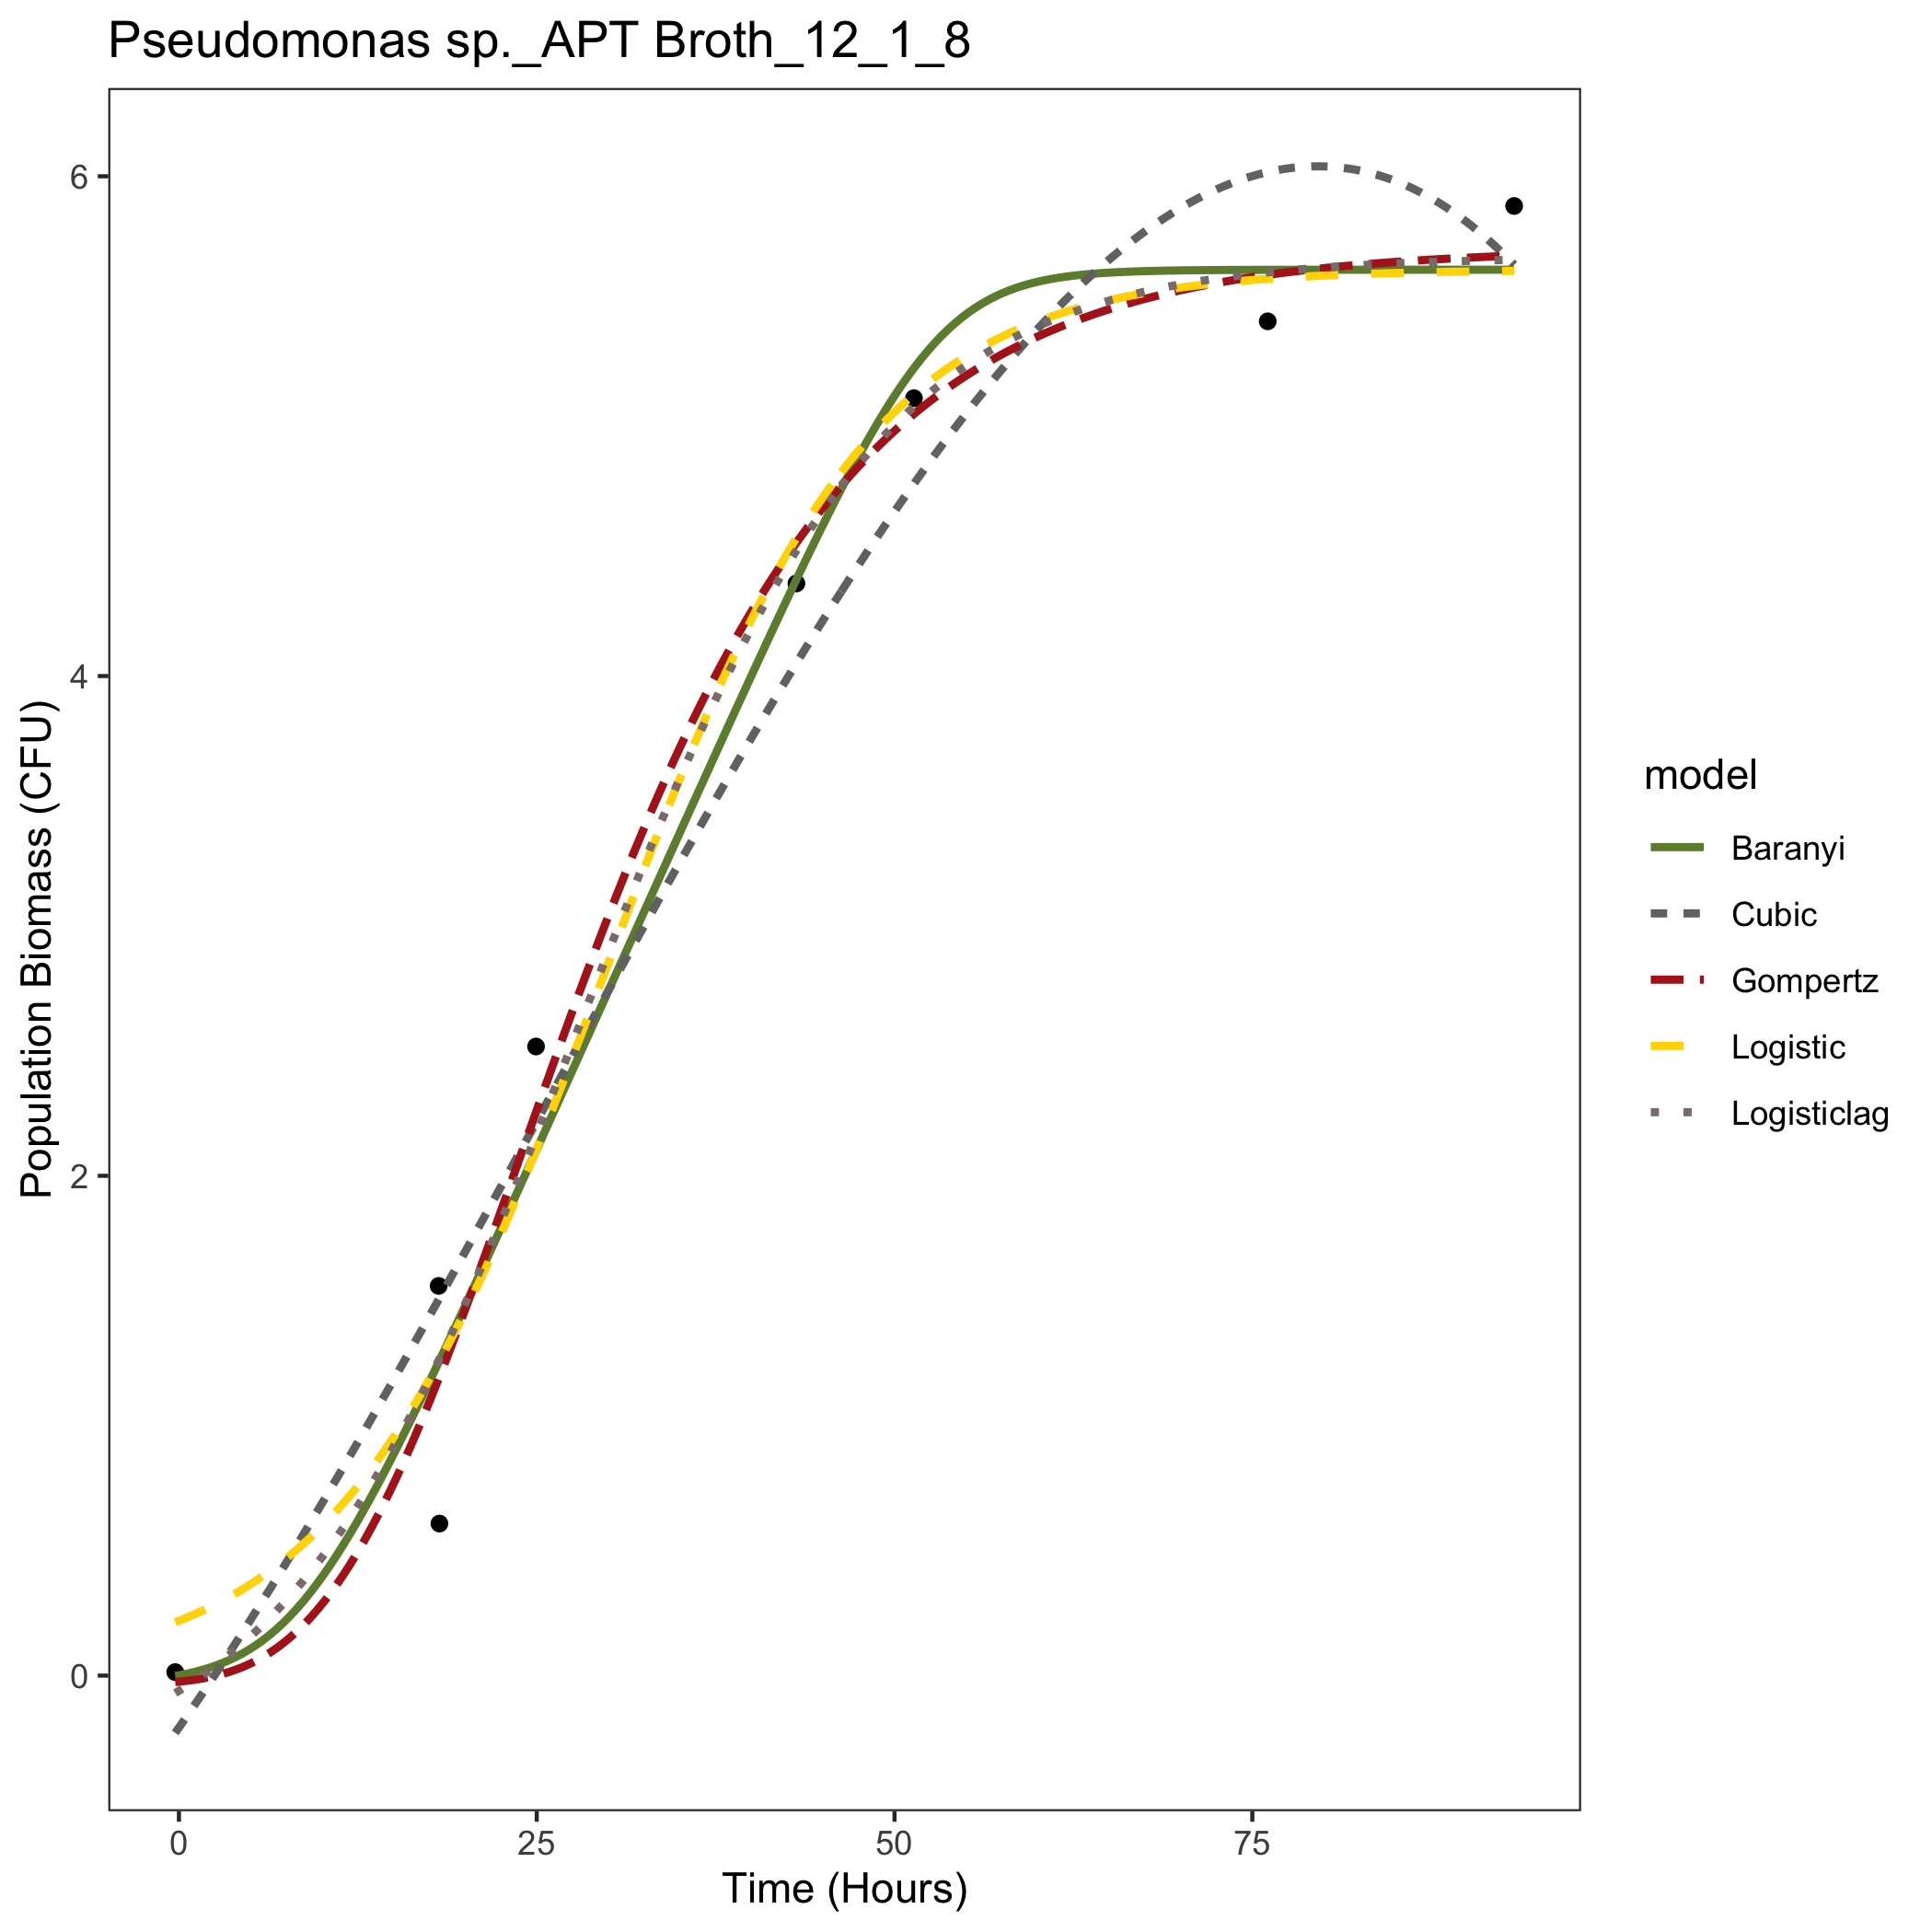 Pseudomonas sp._APT Broth_12_1_8
Population Biomass (CFU)
6
4
2
0
0 25 50 75
Time (Hours)
model
Baranyi
Cubic
Gompertz
Logistic
Logisticlag